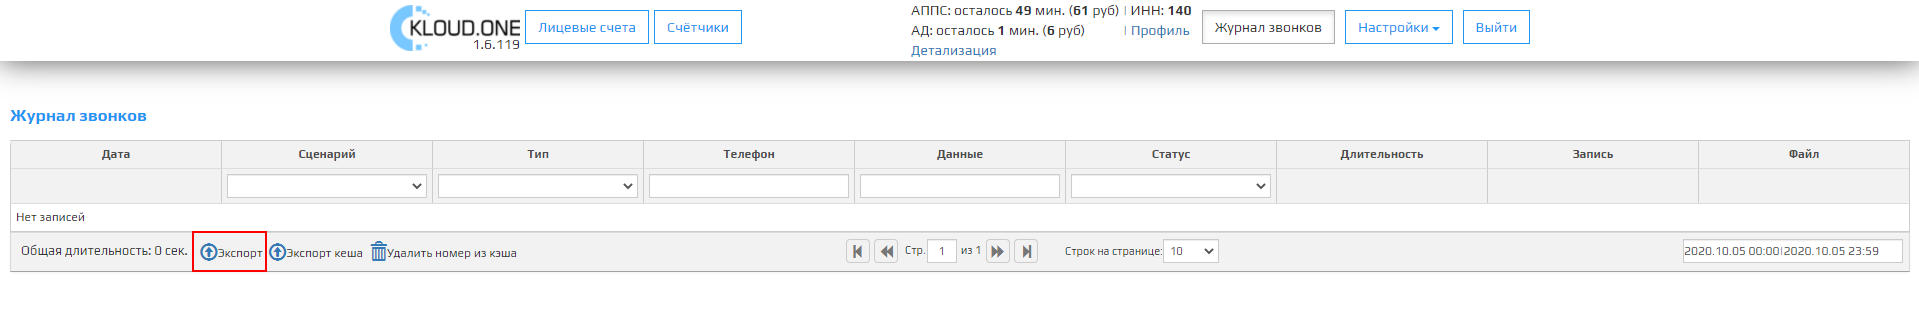 KLOUD.ONE
1.6.119
Лицевые счета
Счётчики
АППС: осталось 49 мин. (61 руб) | ИНН: 140
АД: осталось 1 мин. (6 руб) | Профиль
Детализация
Журнал звонков
Настройки
Выйти
Журнал звонков
Дата Сценарий Тип Телефон Данные Статус Длительность Запись Файл
Нет записей
Общая длительность: 0 сек. Экспорт Экспорт кеша Удалить номер из кэша Стр. 1 из 1 Строк на странице: 10 2020.10.05 00:00|2020.10.05 23:59